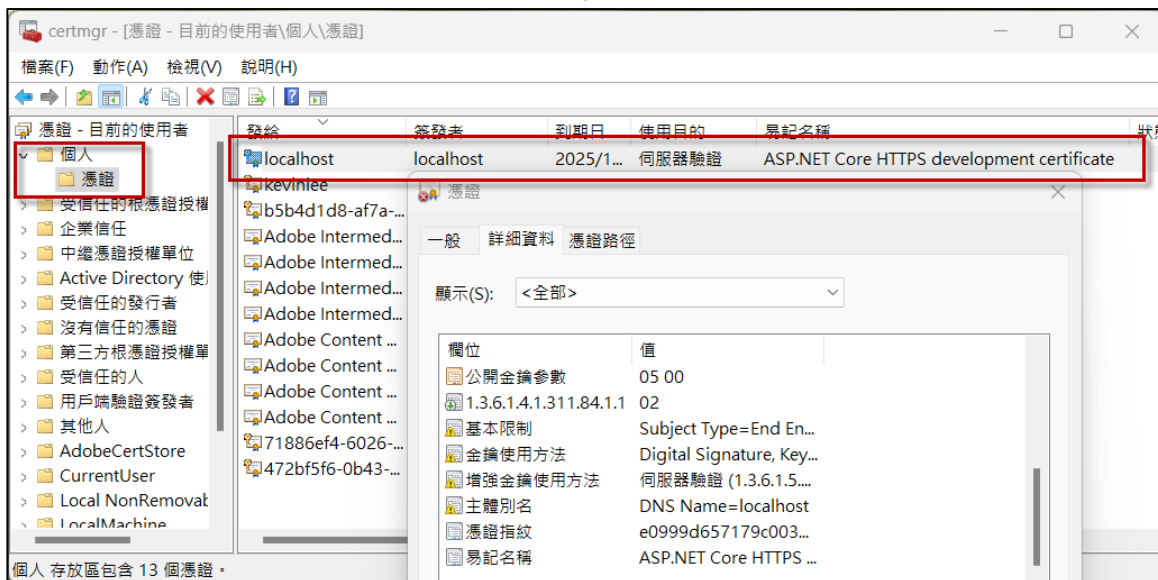 certmgr - [憑證 - 目前的使用者\個人\憑證]
檔案(F) 動作(A) 檢視(V) 說明(H)
憑證 - 目前的使用者
個人
憑證
受信任的根憑證授權
企業信任
中繼憑證授權單位
Active Directory 使
受信任的發行者
沒有信任的憑證
第三方根憑證授權單
受信任的人
用戶端驗證簽發者
其他人
AdobeCertStore
CurrentUser
Local NonRemovab
LocalMachine
發給 簽發者 到期日 使用目的 易記名稱 狀態
localhost localhost 2025/1... 伺服器驗證 ASP.NET Core HTTPS development certificate
kevinlee
b5b4d1d8-af7a-...
Adobe Intermed...
Adobe Intermed...
Adobe Intermed...
Adobe Intermed...
Adobe Content ...
Adobe Content ...
Adobe Content ...
Adobe Content ...
71886ef4-6026-...
472bf5f6-0b43-...
憑證
一般 詳細資料 憑證路徑
顯示(S): <全部>
欄位 值
公開金鑰參數 05 00
1.3.6.1.4.1.311.84.1.1 02
基本限制 Subject Type=End En...
金鑰使用方法 Digital Signature, Key...
增強金鑰使用方法 伺服器驗證 (1.3.6.1.5....
主體別名 DNS Name=localhost
憑證指紋 e0999d657179c003...
易記名稱 ASP.NET Core HTTPS ...
個人 存放區包含 13 個憑證。